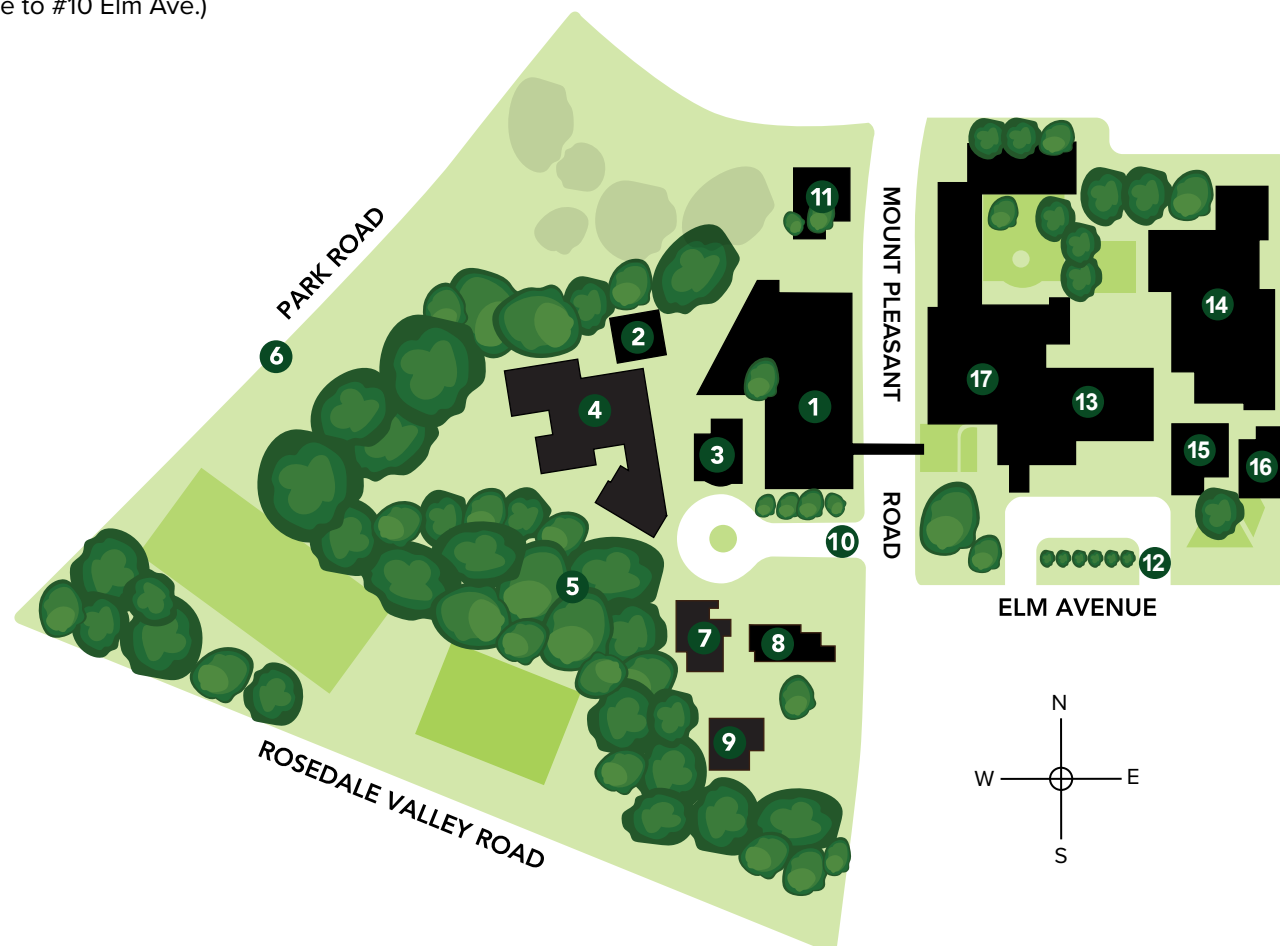 e to #10 Elm Ave.)
PARK ROAD
MOUNT PLEASANT
ROAD
11
2
6
14
17
4
1
13
3
15
16
10
5
12
ELM AVENUE
7
8
9
ROSEDALE VALLEY ROAD
N
W
E
S